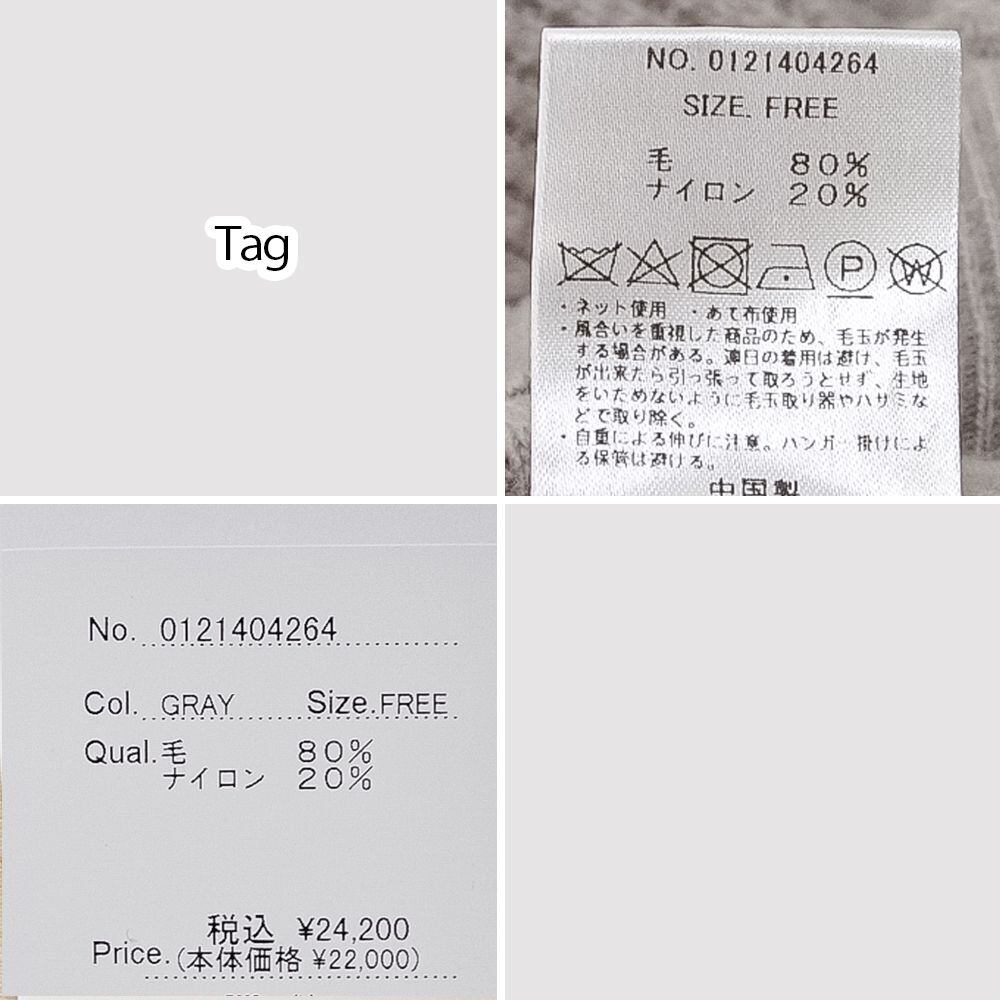 Tag
NO. 0121404264
SIZE. FREE
毛 80%
ナイロン 20%
P
W
・ネット使用 ・あて布使用
・風合いを重視した商品のため、毛玉が発生
する場合がある。連日の着用は避け、毛玉
が出来たら引っ張って取ろうとせず、生地
をいためないように毛玉取り器やハサミな
どで取り除く。
・自重による伸びに注意。ハンガー掛けによ
る保管は避ける。
中国製
No. 0121404264
Col. GRAY Size. FREE
Qual. 毛 80%
ナイロン 20%
税込 ¥24,200
Price. (本体価格 ¥22,000)